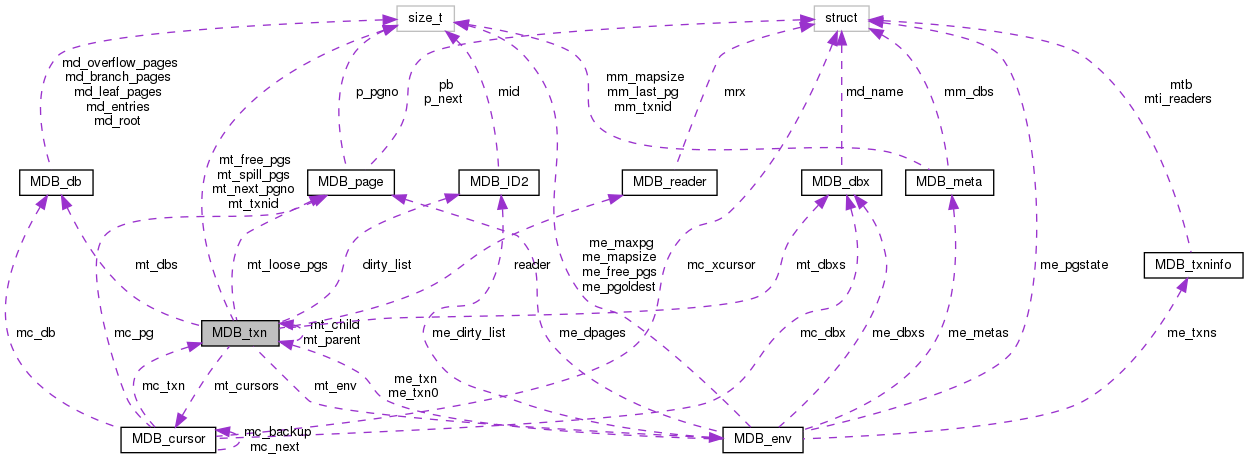 size_t
struct
md_overflow_pages
md_branch_pages
md_leaf_pages
md_entries
md_root
p_pgno
pb
p_next
mid
mm_mapsize
mm_last_pg
mm_txnid
mrx
md_name
mm_dbs
mtb
mti_readers
mt_free_pgs
mt_spill_pgs
mt_next_pgno
mt_txnid
MDB_db
MDB_page
MDB_ID2
MDB_reader
MDB_dbx
MDB_meta
mt_dbs
mt_loose_pgs
dirty_list
reader
me_maxpg
me_mapsize
me_free_pgs
me_pgoldest
mc_xcursor
mt_dbxs
me_pgstate
MDB_txninfo
mc_db
mc_pg
MDB_txn
mt_child
mt_parent
me_dirty_list
me_dpages
mc_dbx
me_dbxs
me_metas
me_txns
mc_txn
mt_cursors
mt_env
me_txn
me_txn0
MDB_cursor
mc_backup
mc_next
MDB_env